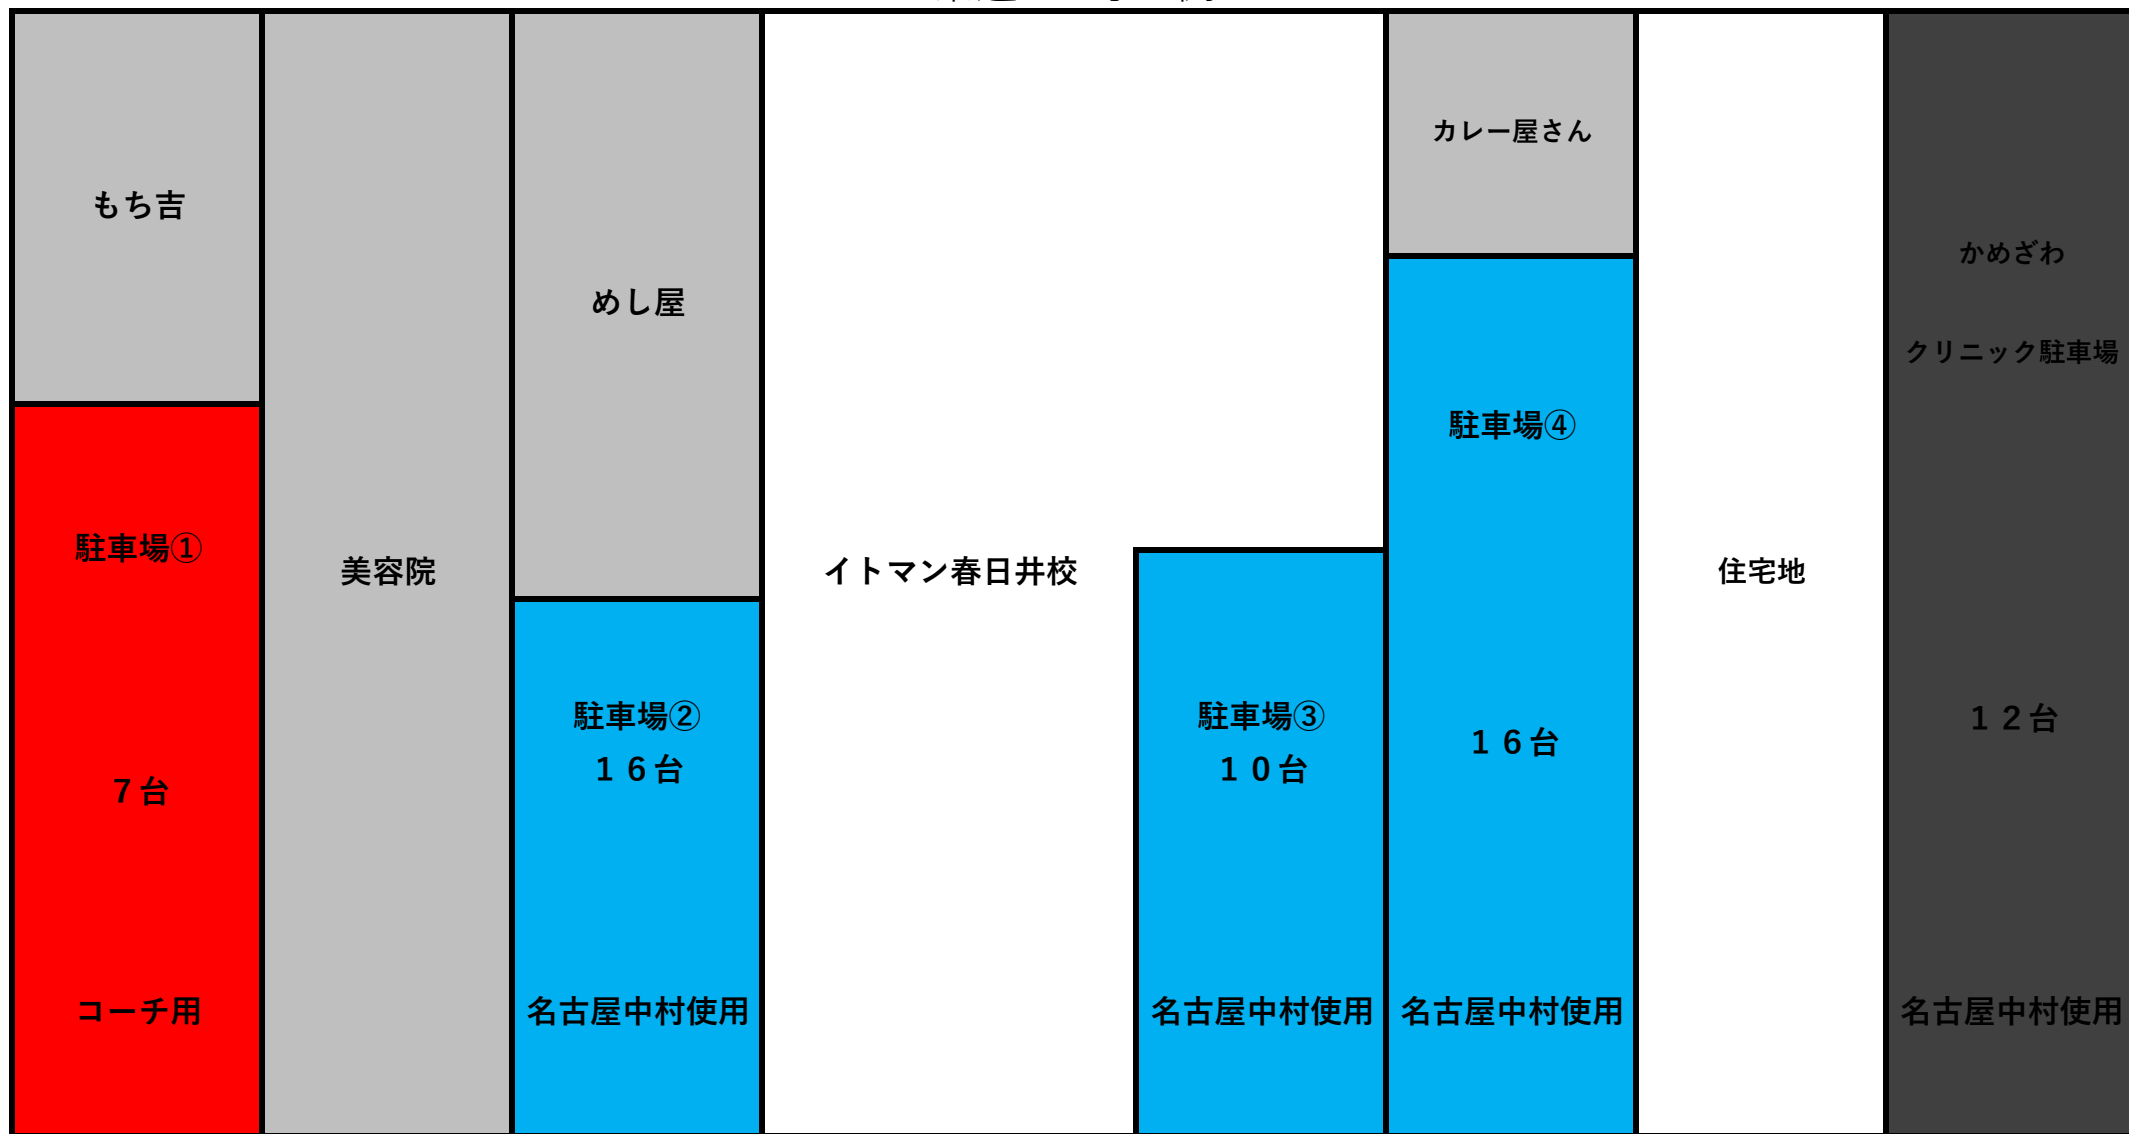 もち吉
駐車場①
７台
コーチ用
美容院
めし屋
駐車場②
１６台
名古屋中村使用
イトマン春日井校
駐車場③
１０台
名古屋中村使用
カレー屋さん
駐車場④
１６台
名古屋中村使用
住宅地
かめざわ
クリニック駐車場
１２台
名古屋中村使用